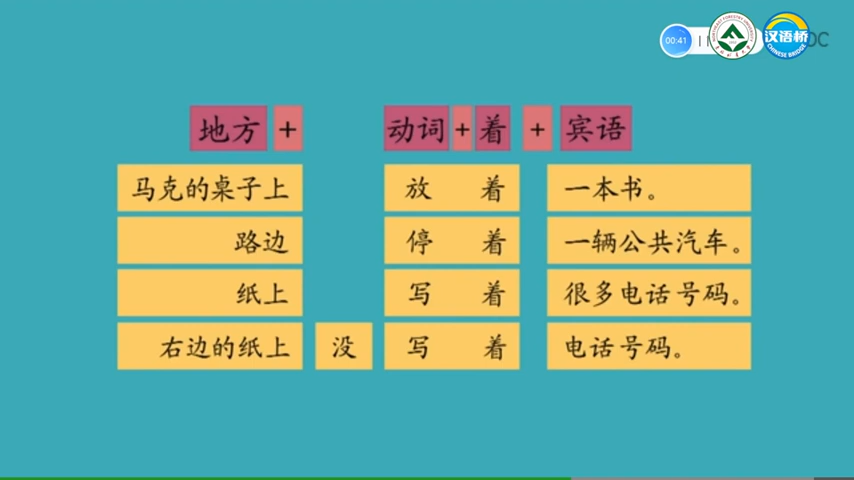 00:41
汉语桥
CHINESE BRIDGE
地方 + 动词 + 着 + 宾语
马克的桌子上 放 着 一本书。
路边 停 着 一辆公共汽车。
纸上 写 着 很多电话号码。
右边的纸上 没 写 着 电话号码。